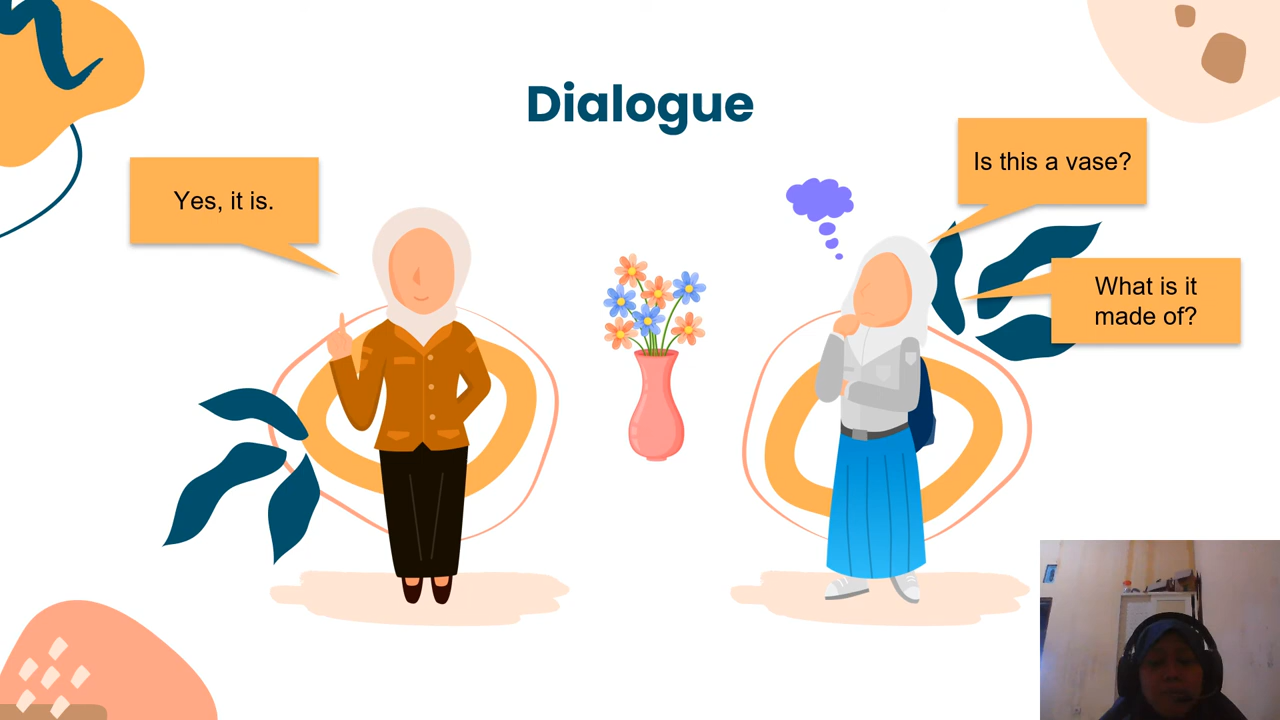 Dialogue
Is this a vase?
Yes, it is.
What is it
made of?